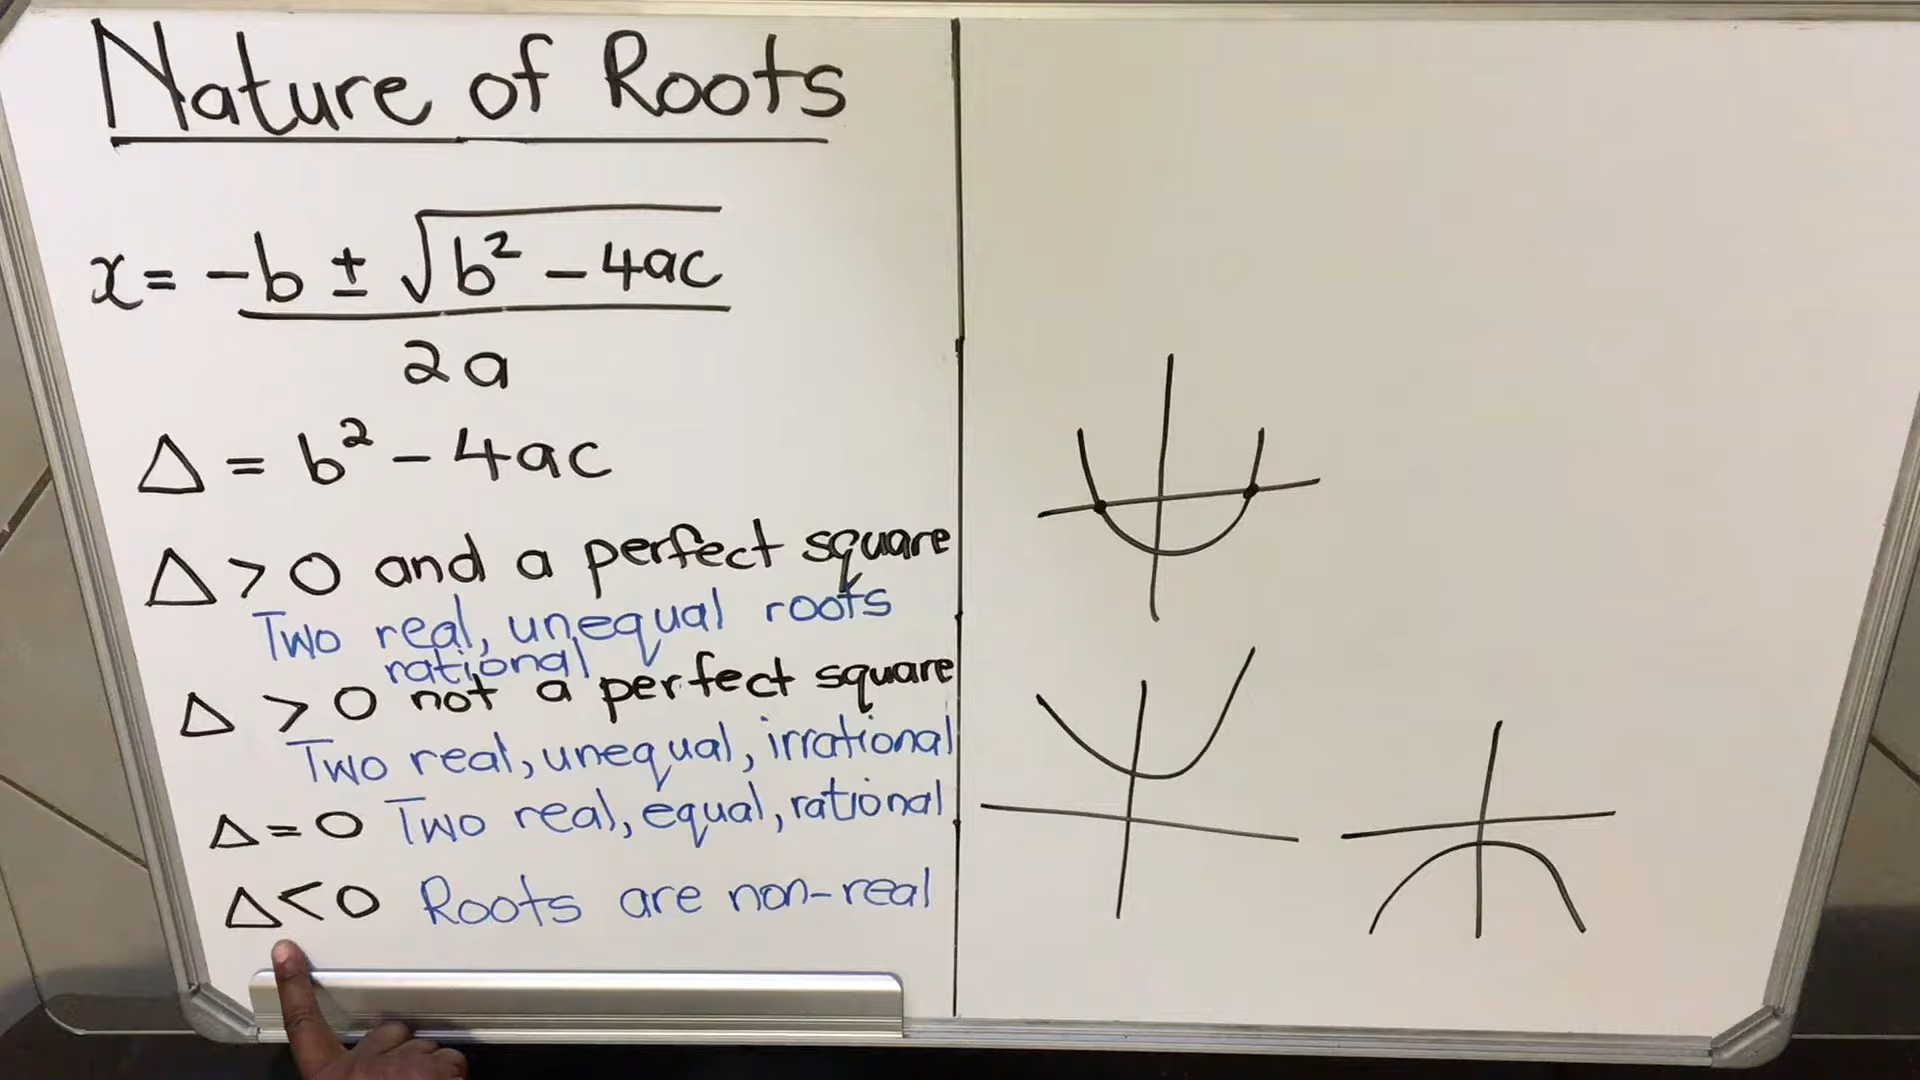 Nature of Roots
x = -b ± √b² - 4ac
2a
Δ = b² - 4ac
Δ > 0 and a perfect square
Two real, unequal roots
rational
Δ > 0 not a perfect square
Two real, unequal, irrational
Δ = 0 Two real, equal, rational
Δ < 0 Roots are non-real